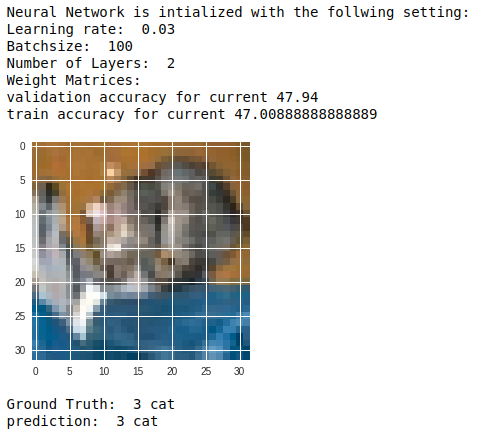 Neural Network is intialized with the follwing setting:
Learning rate:  0.03
Batchsize:  100
Number of Layers:  2
Weight Matrices:
validation accuracy for current 47.94
train accuracy for current 47.00888888888889
0
5
10
15
20
25
30
0 5 10 15 20 25 30
Ground Truth:  3 cat
prediction:  3 cat